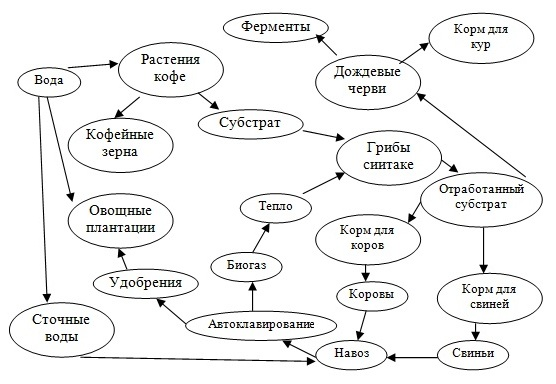 Ферменты
Корм для
кур
Растения
кофе
Вода
Дождевые
черви
Субстрат
Кофейные
зерна
Грибы
сиитаке
Отработанный
субстрат
Тепло
Овощные
плантации
Корм для
коров
Биогаз
Удобрения
Коровы
Корм для
свиней
Сточные
воды
Автоклавирование
Навоз
Свиньи